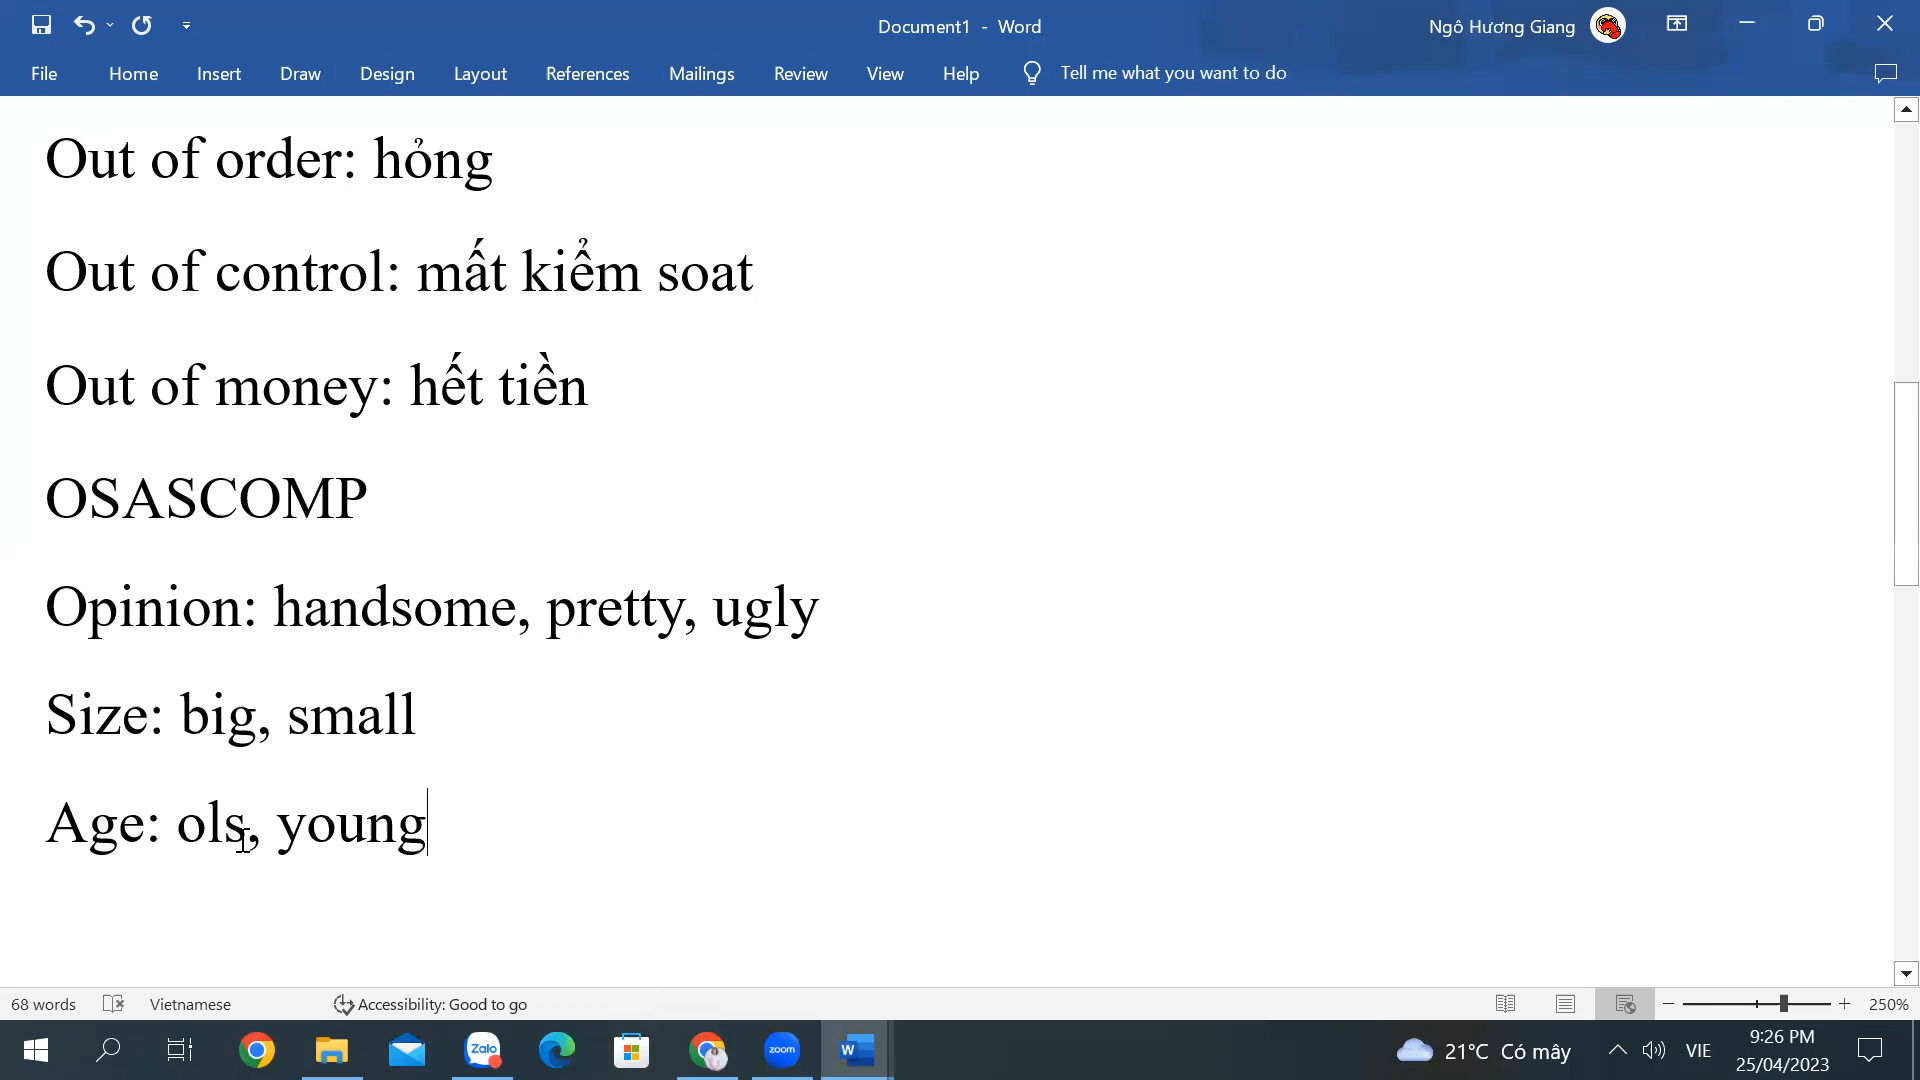 Document1 - Word
Ngô Hương Giang
File Home Insert Draw Design Layout References Mailings Review View Help Tell me what you want to do
Out of order: hỏng
Out of control: mất kiểm soat
Out of money: hết tiền
OSASCOMP
Opinion: handsome, pretty, ugly
Size: big, small
Age: ols, young
68 words Vietnamese Accessibility: Good to go 250%
Zalo zoom W 21°C Có mây VIE 9:26 PM
25/04/2023